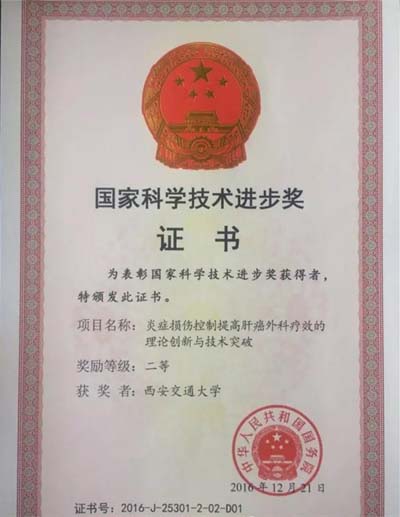 国家科学技术进步奖
证书
为表彰国家科学技术进步奖获得者，
特颁发此证书。
项目名称：炎症损伤控制提高肝癌外科疗效的
理论创新与技术突破
奖励等级：二等
获奖者：西安交通大学
中华人民共和国国务院
2016年12月21日
证书号：2016-J-25301-2-02-D01